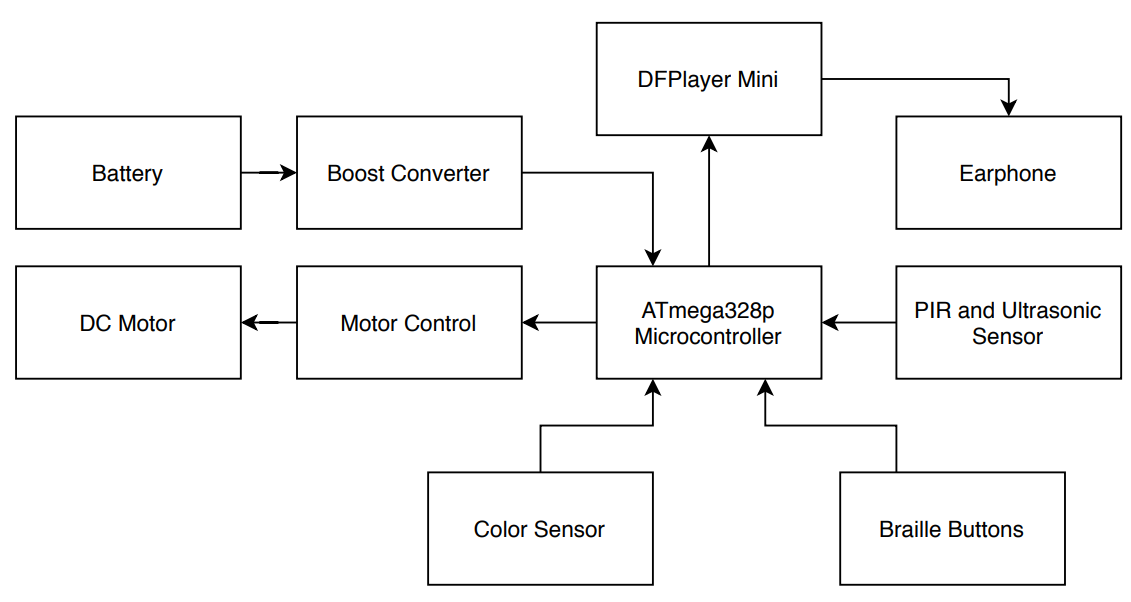 DFPlayer Mini
Battery
Boost Converter
Earphone
DC Motor
Motor Control
ATmega328p
Microcontroller
PIR and Ultrasonic
Sensor
Color Sensor
Braille Buttons